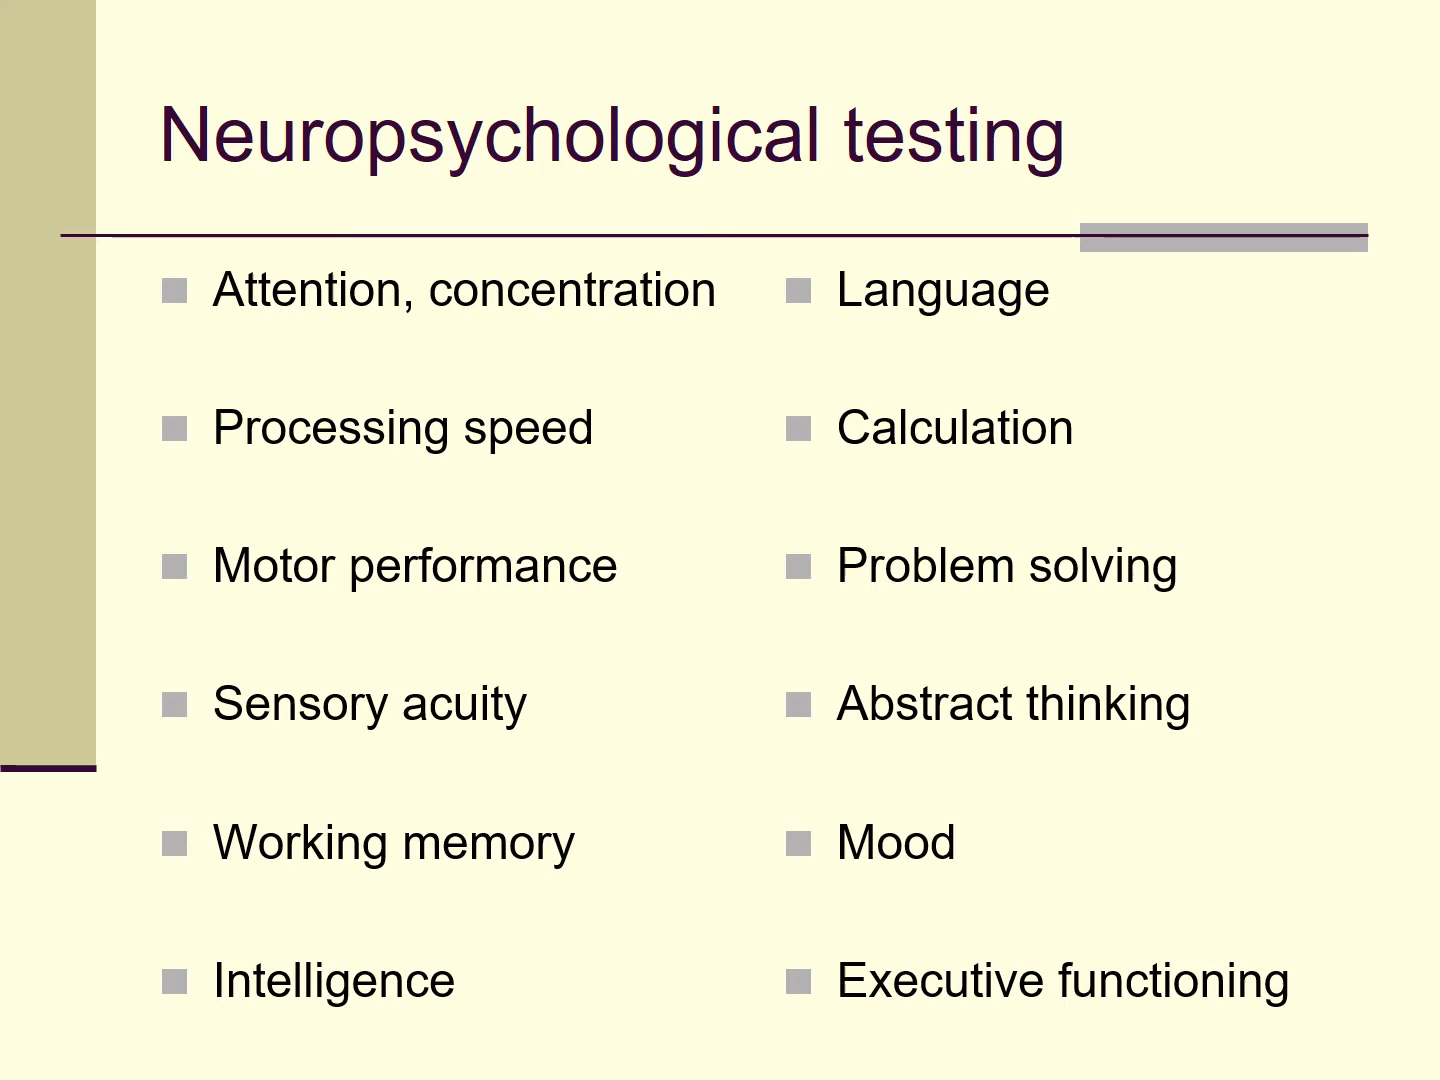 Neuropsychological testing
Attention, concentration
Processing speed
Motor performance
Sensory acuity
Working memory
Intelligence
Language
Calculation
Problem solving
Abstract thinking
Mood
Executive functioning